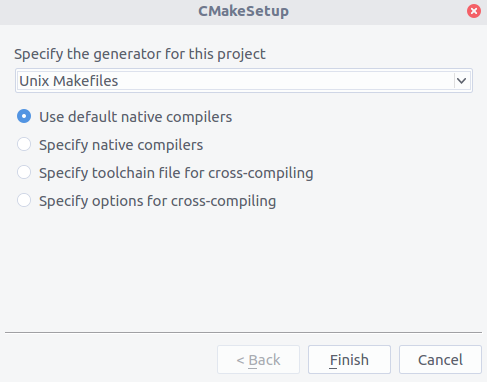 CMakeSetup
Specify the generator for this project
Unix Makefiles
Use default native compilers
Specify native compilers
Specify toolchain file for cross-compiling
Specify options for cross-compiling
< Back
Finish
Cancel